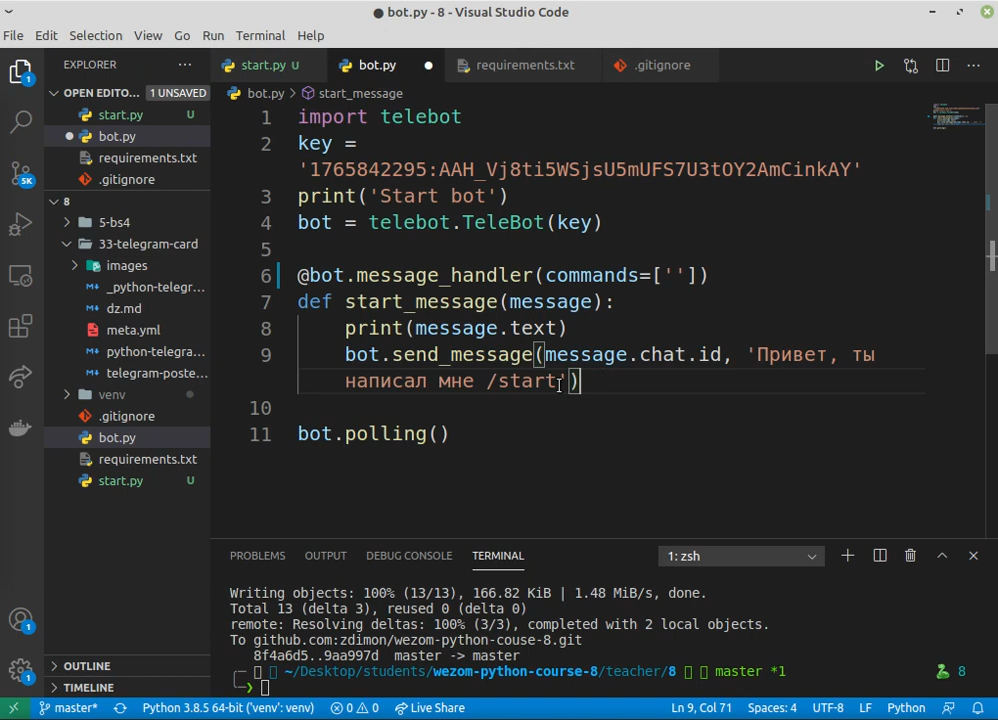 ● bot.py - 8 - Visual Studio Code
File Edit Selection View Go Run Terminal Help
EXPLORER ···
start.py U
bot.py ●
requirements.txt
.gitignore
bot.py > start_message
OPEN EDITO... 1 UNSAVED
start.py U
● bot.py
requirements.txt
.gitignore
8
5-bs4
33-telegram-card
images
_python-telegr...
dz.md
meta.yml
python-telegra...
telegram-poste...
venv
.gitignore
bot.py
requirements.txt
start.py U
OUTLINE
TIMELINE
1
5K
1
1
1 import telebot
2 key =
'1765842295:AAH_Vj8ti5WSjsU5mUFS7U3tOY2AmCinkAY'
3 print('Start bot')
4 bot = telebot.TeleBot(key)
5
6 @bot.message_handler(commands=[''])
7 def start_message(message):
8 print(message.text)
9 bot.send_message(message.chat.id, 'Привет, ты
написал мне /start')
10
11 bot.polling()
PROBLEMS OUTPUT DEBUG CONSOLE TERMINAL 1: zsh
Writing objects: 100% (13/13), 166.82 KiB | 1.48 MiB/s, done.
Total 13 (delta 3), reused 0 (delta 0)
remote: Resolving deltas: 100% (3/3), completed with 2 local objects.
To github.com:zdimon/wezom-python-couse-8.git
8f4a6d5..9aa997d master -> master
~/Desktop/students/wezom-python-course-8/teacher/8 master *1 8
master* Python 3.8.5 64-bit ('venv': venv) 0 0 Live Share Ln 9, Col 71 Spaces: 4 UTF-8 LF Python